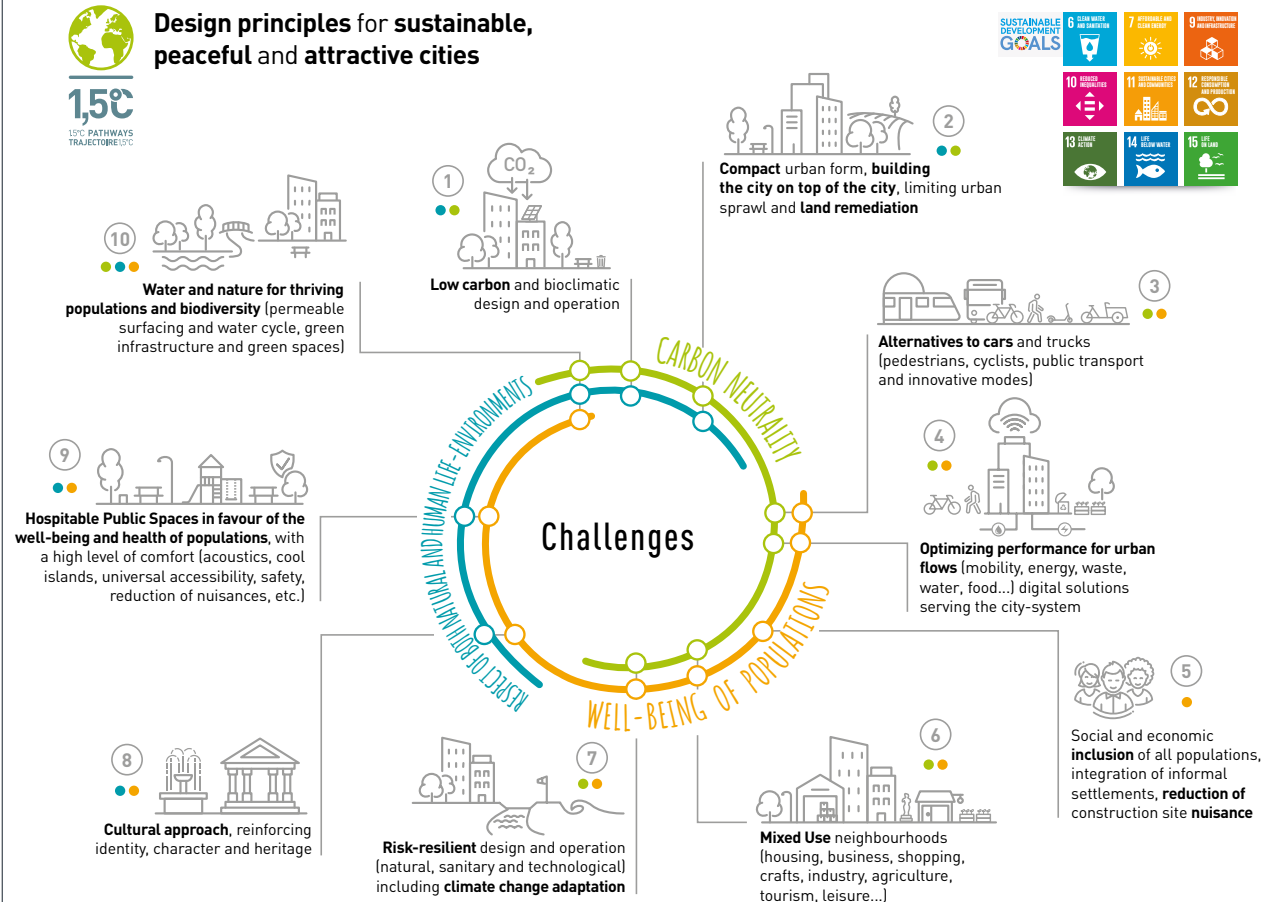 Design principles for sustainable,
peaceful and attractive cities
1,5°C
1.5°C PATHWAYS
TRAJECTOIRE 1,5°C
SUSTAINABLE
DEVELOPMENT
GOALS
6 CLEAN WATER
AND SANITATION
7 AFFORDABLE AND
CLEAN ENERGY
9 INDUSTRY, INNOVATION
AND INFRASTRUCTURE
10 REDUCED
INEQUALITIES
11 SUSTAINABLE CITIES
AND COMMUNITIES
12 RESPONSIBLE
CONSUMPTION
AND PRODUCTION
13 CLIMATE
ACTION
14 LIFE
BELOW WATER
15 LIFE
ON LAND
1
CO₂
Low carbon and bioclimatic
design and operation
2
Compact urban form, building
the city on top of the city, limiting urban
sprawl and land remediation
3
Alternatives to cars and trucks
(pedestrians, cyclists, public transport
and innovative modes)
4
Optimizing performance for urban
flows (mobility, energy, waste,
water, food...) digital solutions
serving the city-system
5
Social and economic
inclusion of all populations,
integration of informal
settlements, reduction of
construction site nuisance
6
Mixed Use neighbourhoods
(housing, business, shopping,
crafts, industry, agriculture,
tourism, leisure...)
7
Risk-resilient design and operation
(natural, sanitary and technological)
including climate change adaptation
8
Cultural approach, reinforcing
identity, character and heritage
9
Hospitable Public Spaces in favour of the
well-being and health of populations, with
a high level of comfort (acoustics, cool
islands, universal accessibility, safety,
reduction of nuisances, etc.)
10
Water and nature for thriving
populations and biodiversity (permeable
surfacing and water cycle, green
infrastructure and green spaces)
CARBON NEUTRALITY
WELL-BEING OF POPULATIONS
RESPECT OF BOTH NATURAL AND HUMAN LIFE-ENVIRONMENTS
Challenges